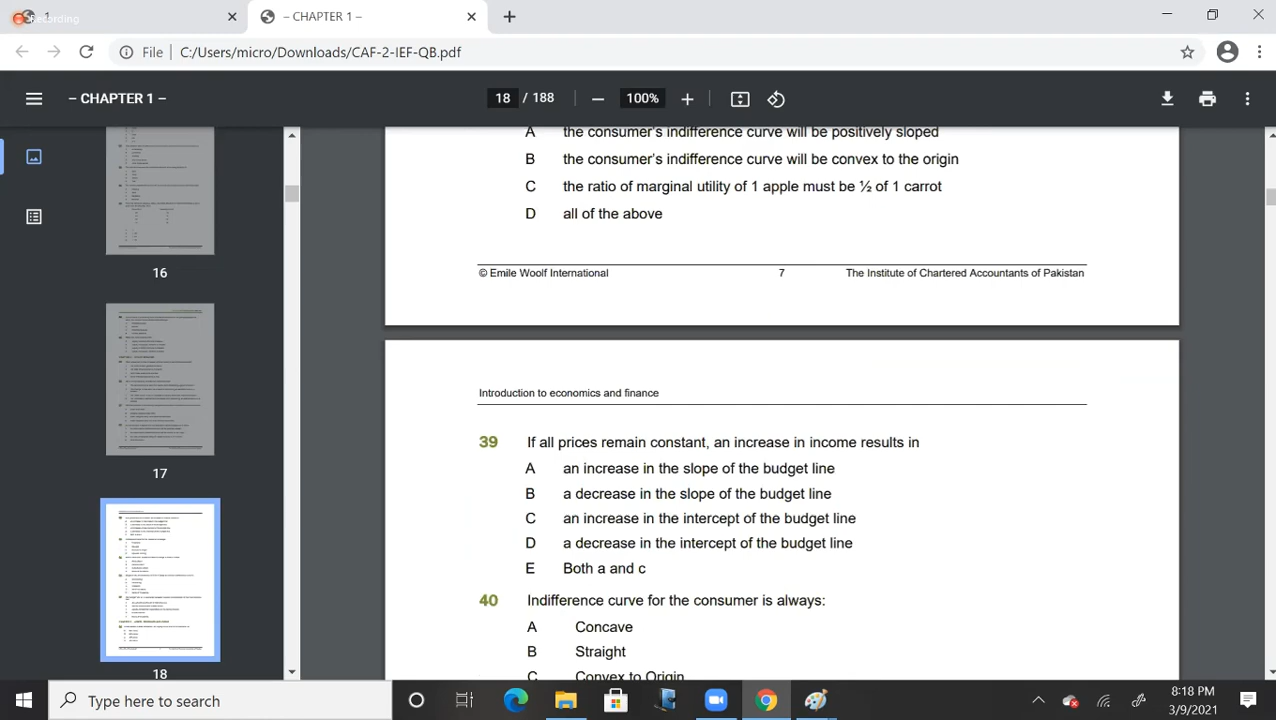 Recording
1
– CHAPTER 1 –
File C:/Users/micro/Downloads/CAF-2-IEF-QB.pdf
– CHAPTER 1 –
18 / 188
100%
16
17
18
A the consumer's indifference curve will be positively sloped
B the consumer's indifference curve will be convex to the origin
C the ratio of marginal utility of 1 apple must be ½ of 1 carrot
D all of the above
© Emile Woolf International 7 The Institute of Chartered Accountants of Pakistan
Introduction to economics and finance
39 If all prices remain constant, an increase in income results in
A an increase in the slope of the budget line
B a decrease in the slope of the budget line
C an increase in the intercept of the budget line
D a decrease in the intercept of the budget line
E Both a and c
40 Indifference curve for the consumer is always:
A Concave
B Straight
C Convex to Origin
Type here to search
8:18 PM
3/9/2021